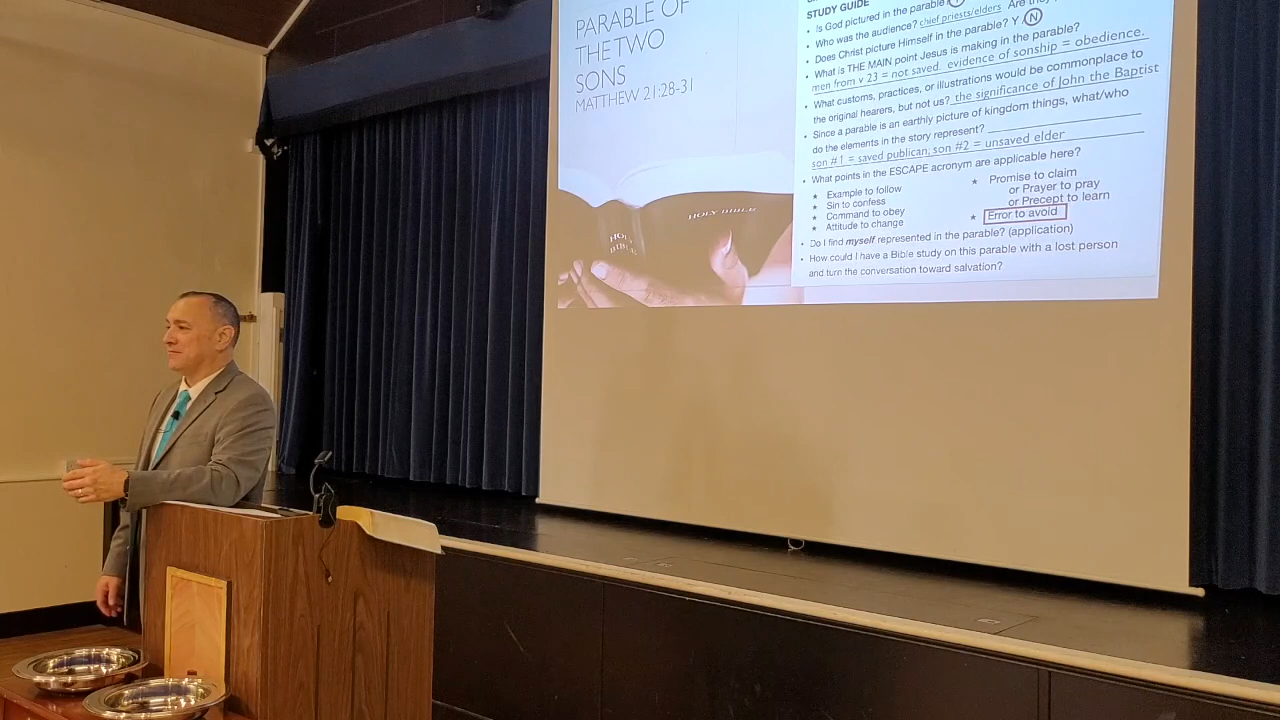 PARABLE OF
THE TWO
SONS
MATTHEW 21:28-31
HOLY BIBLE
HOLY
BIBLE
STUDY GUIDE
• Is God pictured in the parable
• Who was the audience? chief priests/elders Are they
• Does Christ picture Himself in the parable? Y N
• What is THE MAIN point Jesus is making in the parable?
men from v 23 = not saved. evidence of sonship = obedience.
• What customs, practices, or illustrations would be commonplace to
the original hearers, but not us? the significance of John the Baptist
• Since a parable is an earthly picture of kingdom things, what/who
do the elements in the story represent?
son #1 = saved publican; son #2 = unsaved elder
• What points in the ESCAPE acronym are applicable here?
★ Example to follow
★ Sin to confess
★ Command to obey
★ Attitude to change
★ Promise to claim
or Prayer to pray
or Precept to learn
★ Error to avoid
• Do I find myself represented in the parable? (application)
• How could I have a Bible study on this parable with a lost person
and turn the conversation toward salvation?